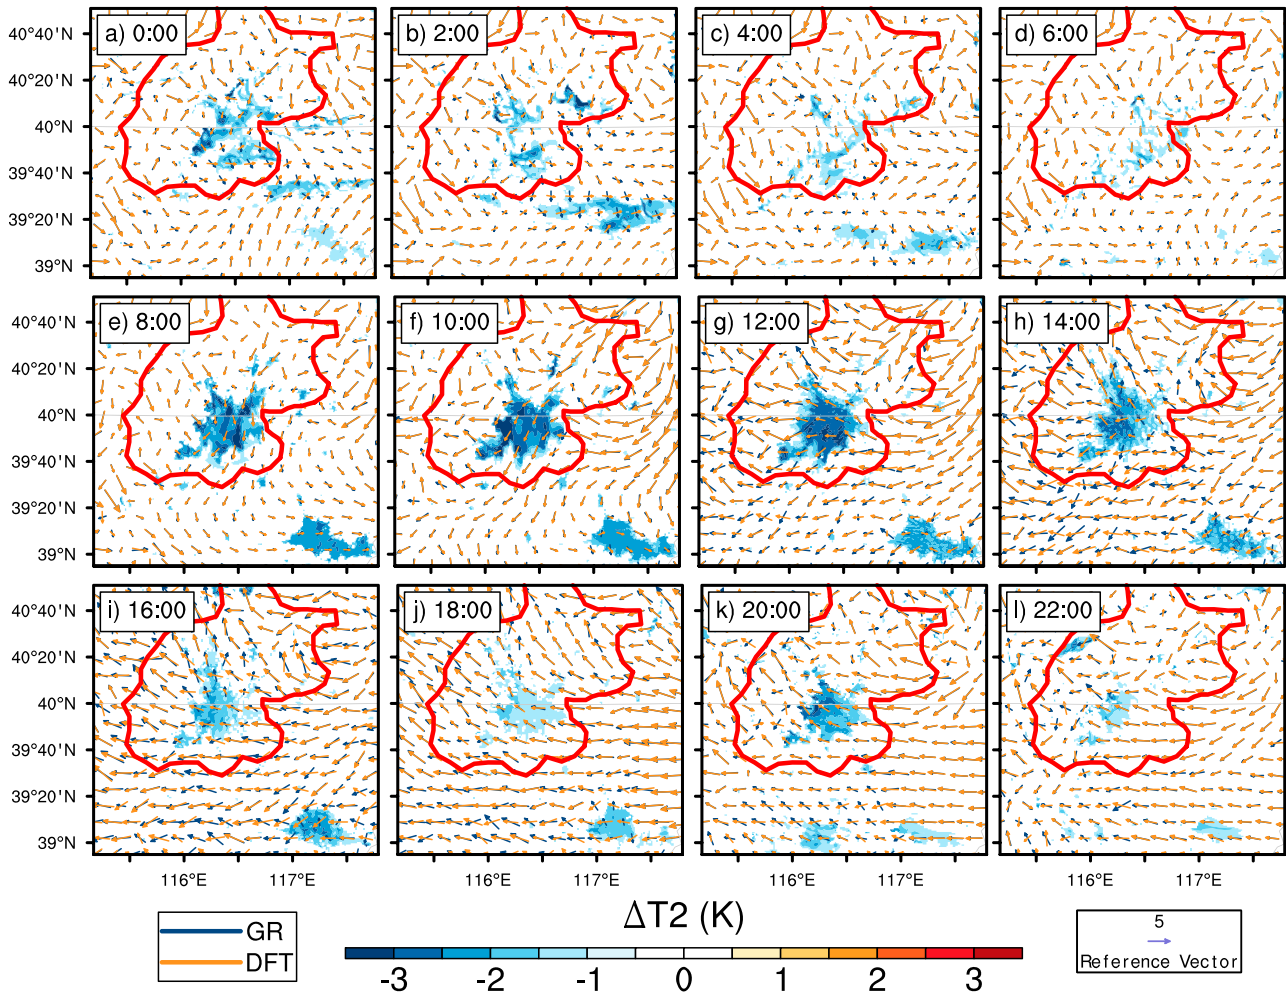 a) 0:00
b) 2:00
c) 4:00
d) 6:00
40°40'N
40°20'N
40°N
39°40'N
39°20'N
39°N
e) 8:00
f) 10:00
g) 12:00
h) 14:00
40°40'N
40°20'N
40°N
39°40'N
39°20'N
39°N
i) 16:00
j) 18:00
k) 20:00
l) 22:00
40°40'N
40°20'N
40°N
39°40'N
39°20'N
39°N
116°E 117°E 116°E 117°E 116°E 117°E 116°E 117°E
GR
DFT
ΔT2 (K)
-3 -2 -1 0 1 2 3
5
Reference Vector